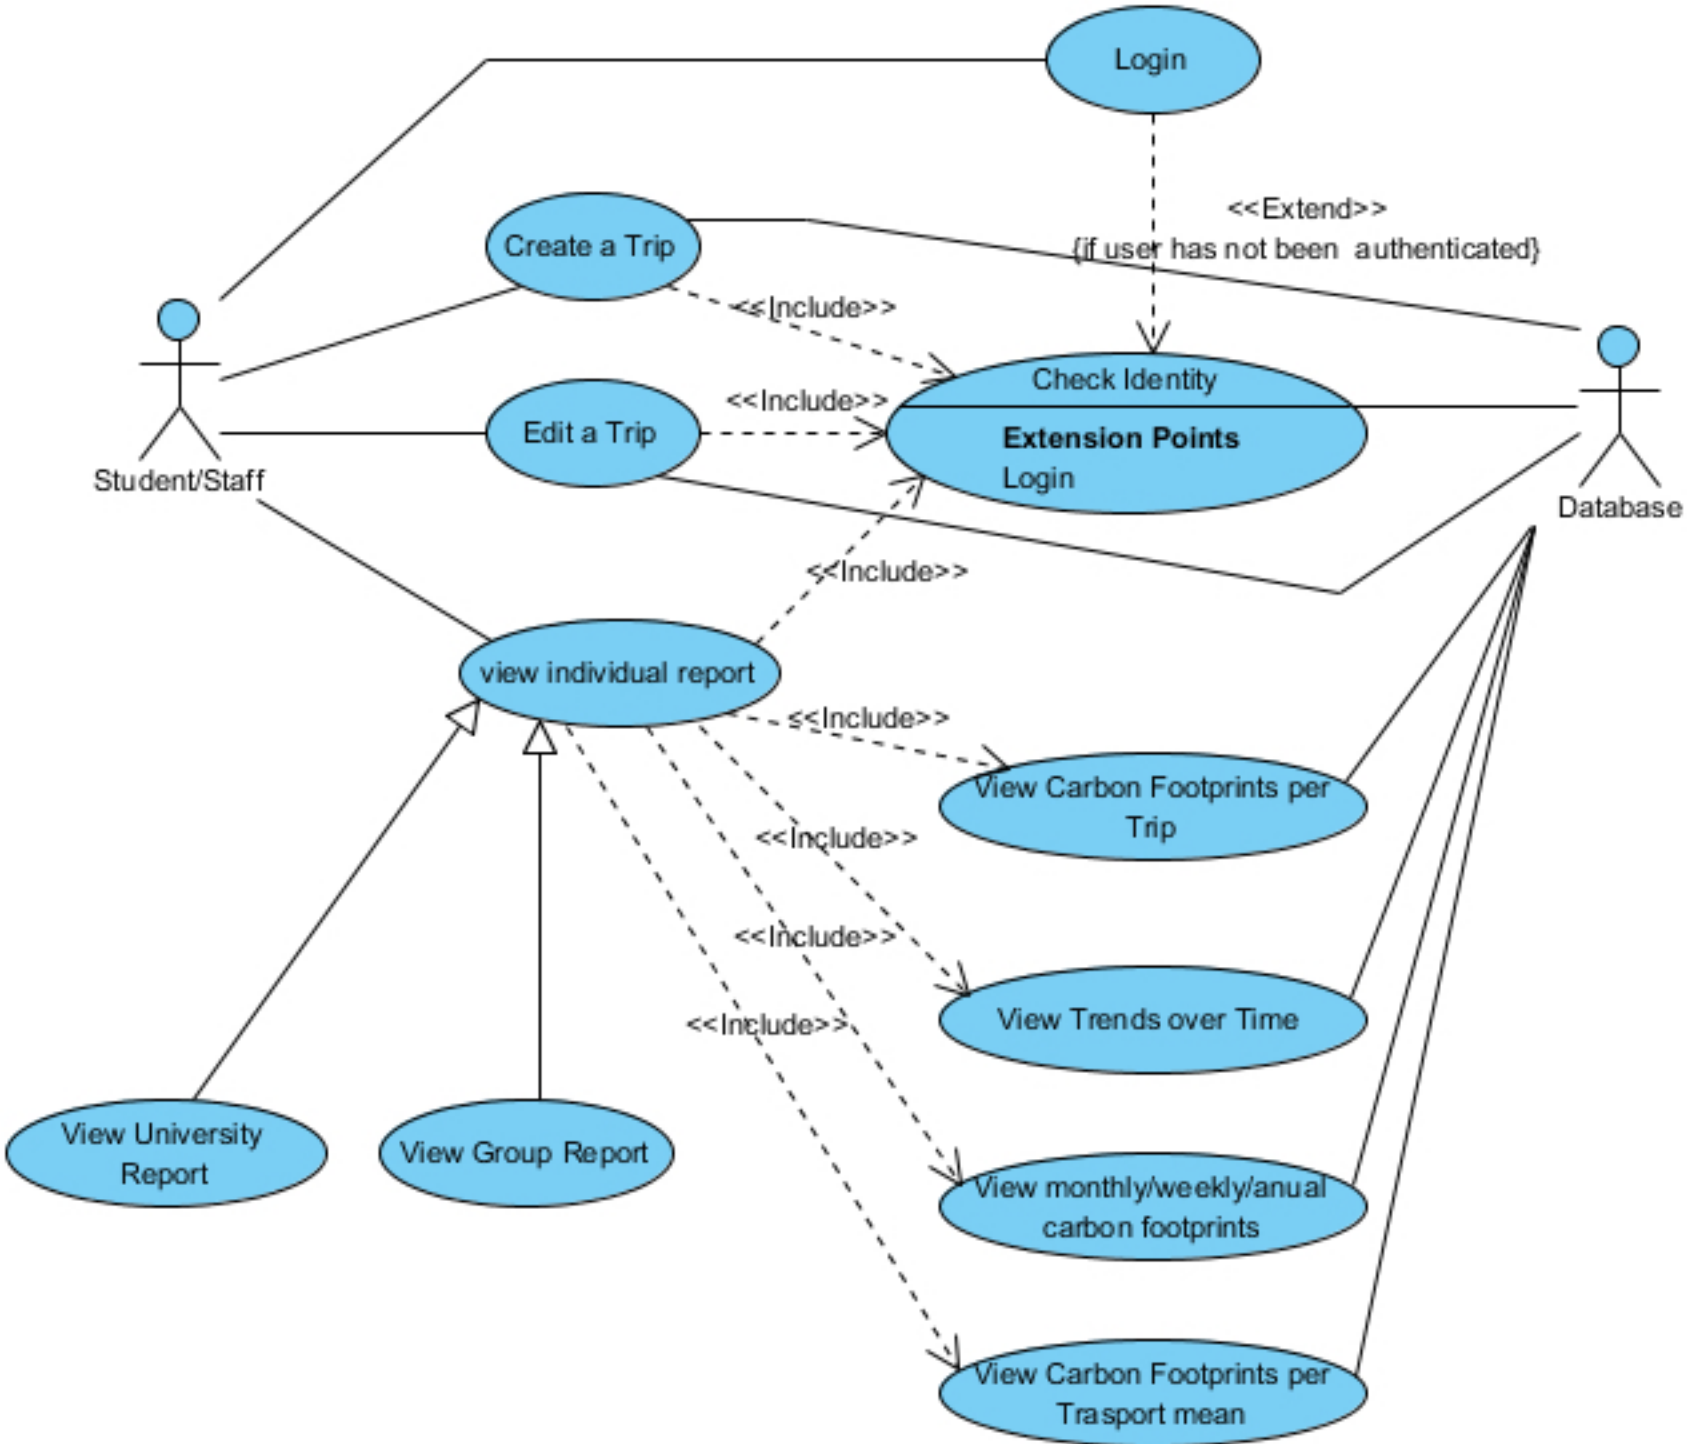 Login
<<Extend>>
{if user has not been  authenticated}
Create a Trip
<<Include>>
Check Identity
<<Include>>
Edit a Trip
Extension Points
Login
Student/Staff
Database
<<Include>>
view individual report
<<Include>>
View Carbon Footprints per
Trip
<<Include>>
<<Include>>
View Trends over Time
<<Include>>
View University
Report
View Group Report
View monthly/weekly/anual
carbon footprints
View Carbon Footprints per
Trasport mean